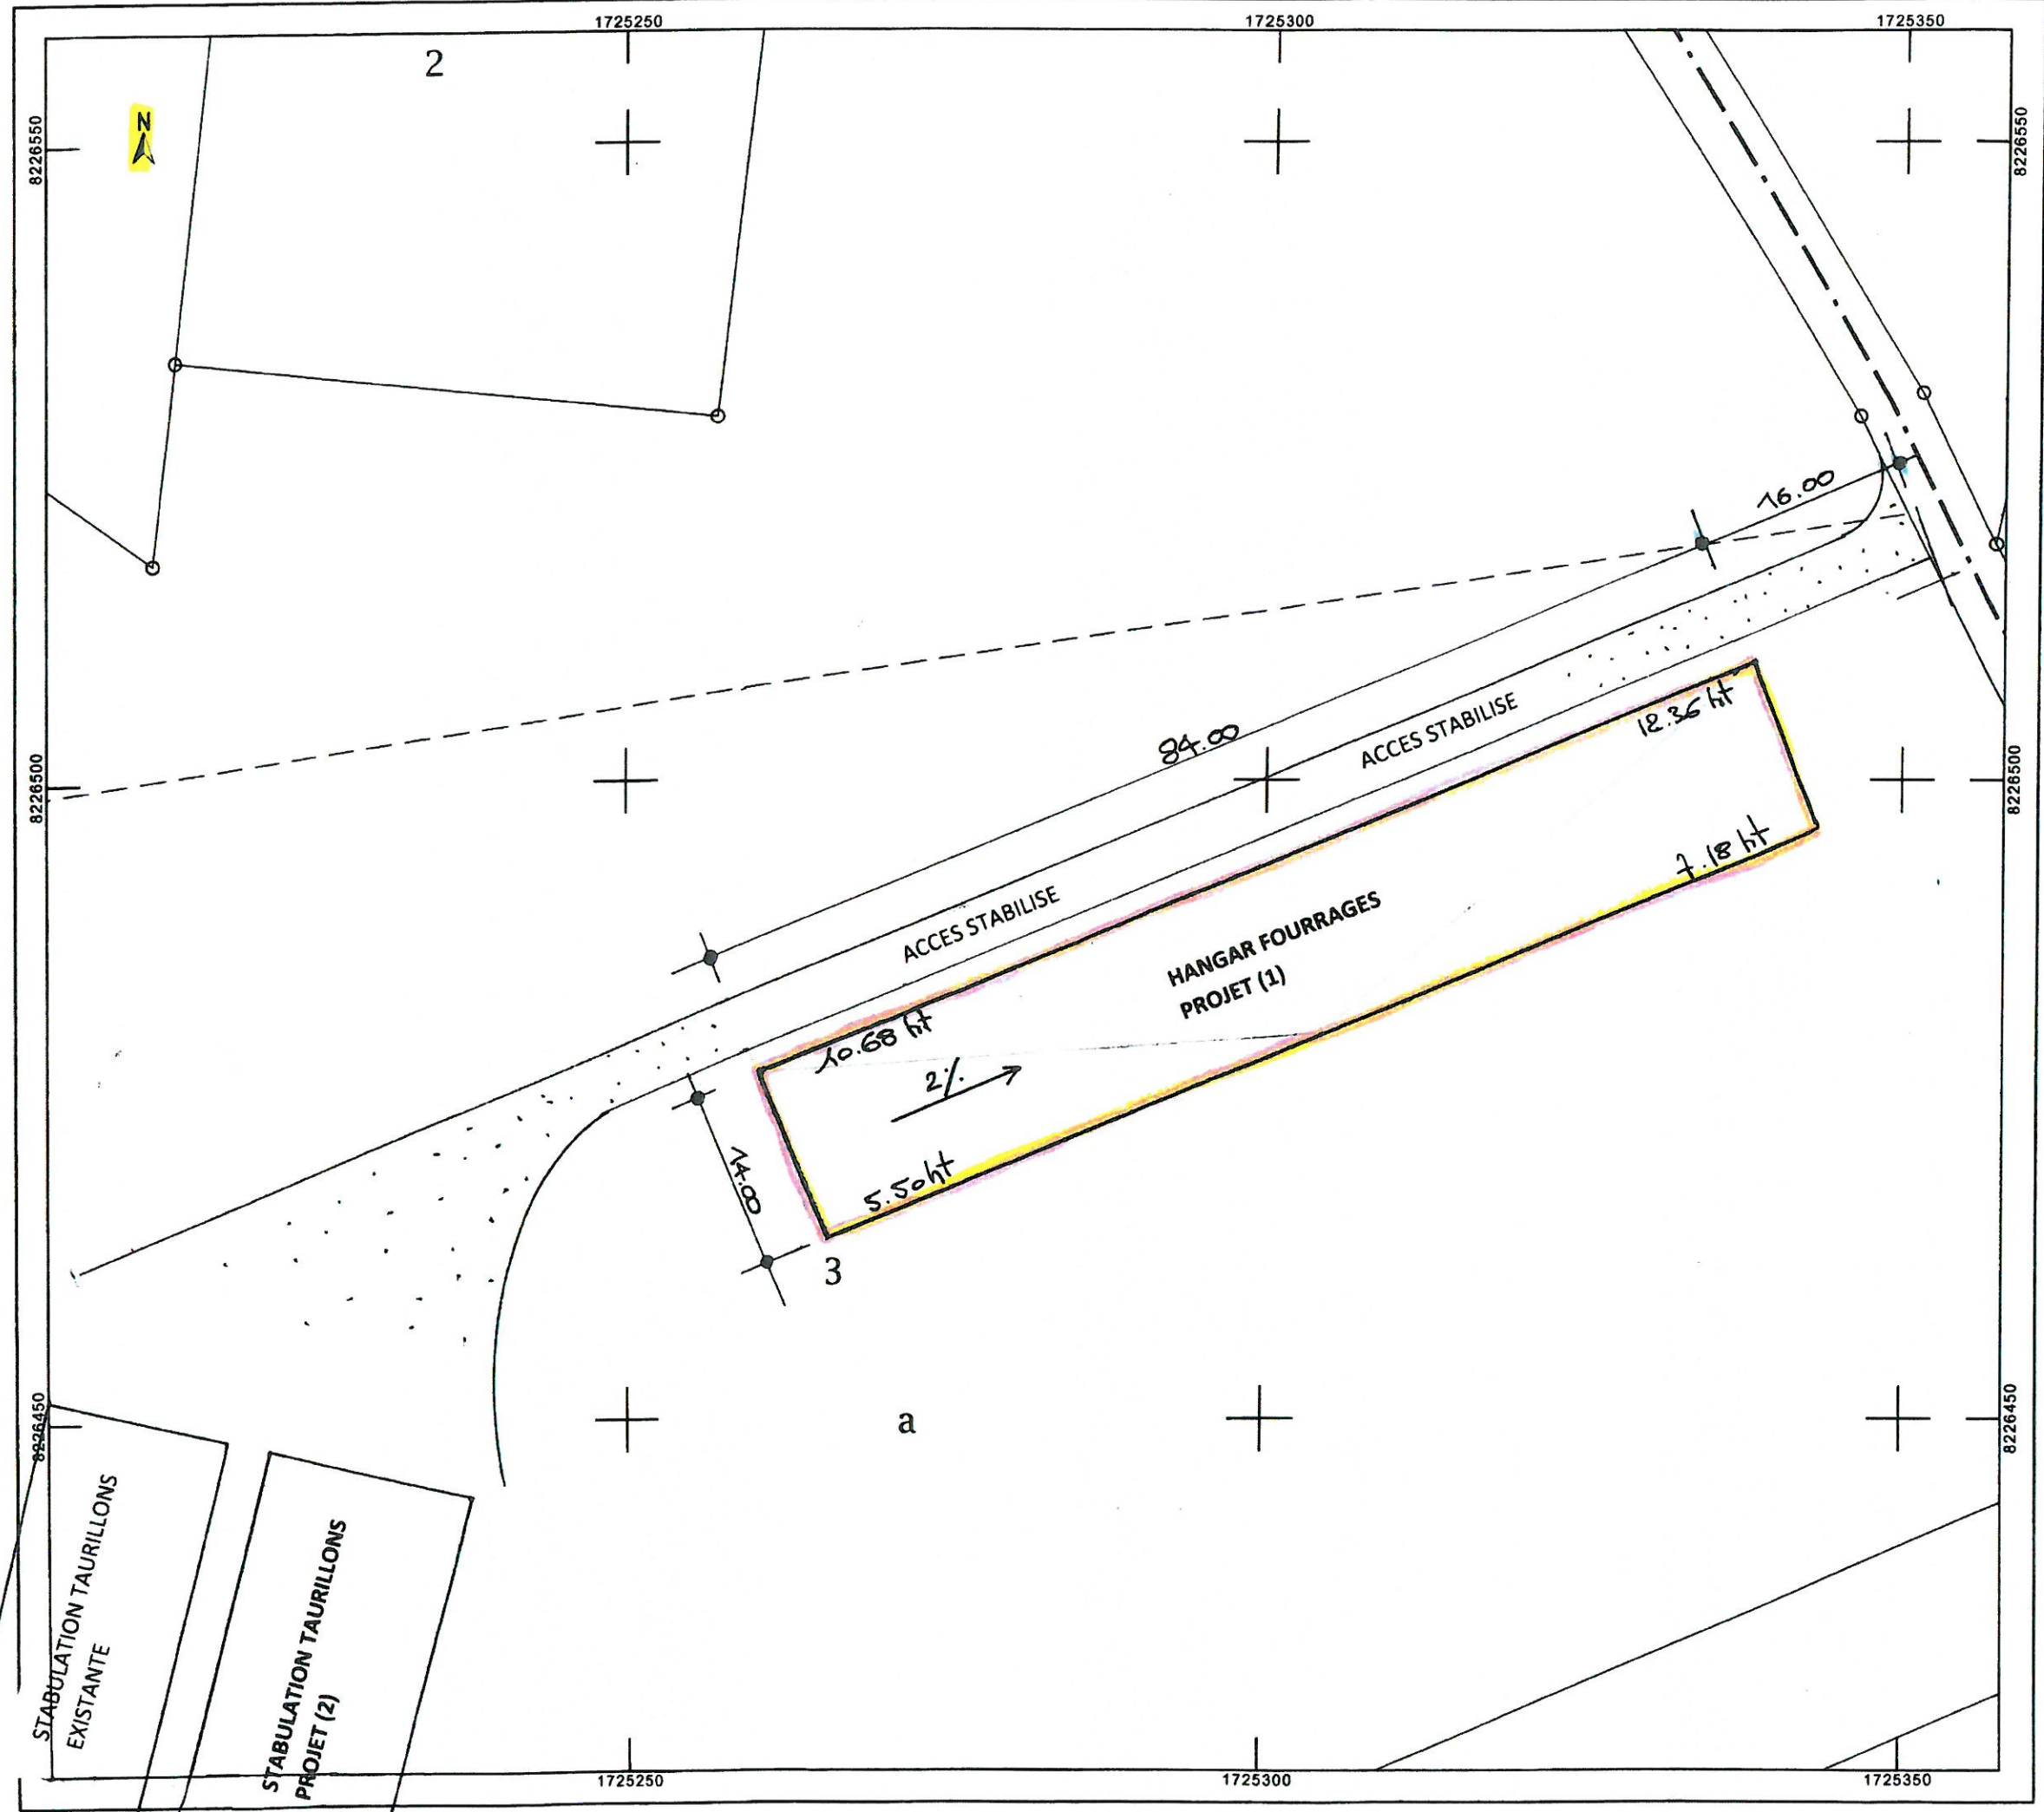 1725250
1725300
1725350
2
N
8226550
8226550
16.00
84.00
ACCES STABILISE
12.36 ht
8226500
8226500
7.18 ht
ACCES STABILISE
HANGAR FOURRAGES
PROJET (1)
10.68 ht
2%
14.00
5.50 ht
3
8226450
a
8226450
STABULATION TAURILLONS
EXISTANTE
STABULATION TAURILLONS
PROJET (2)
1725250
1725300
1725350